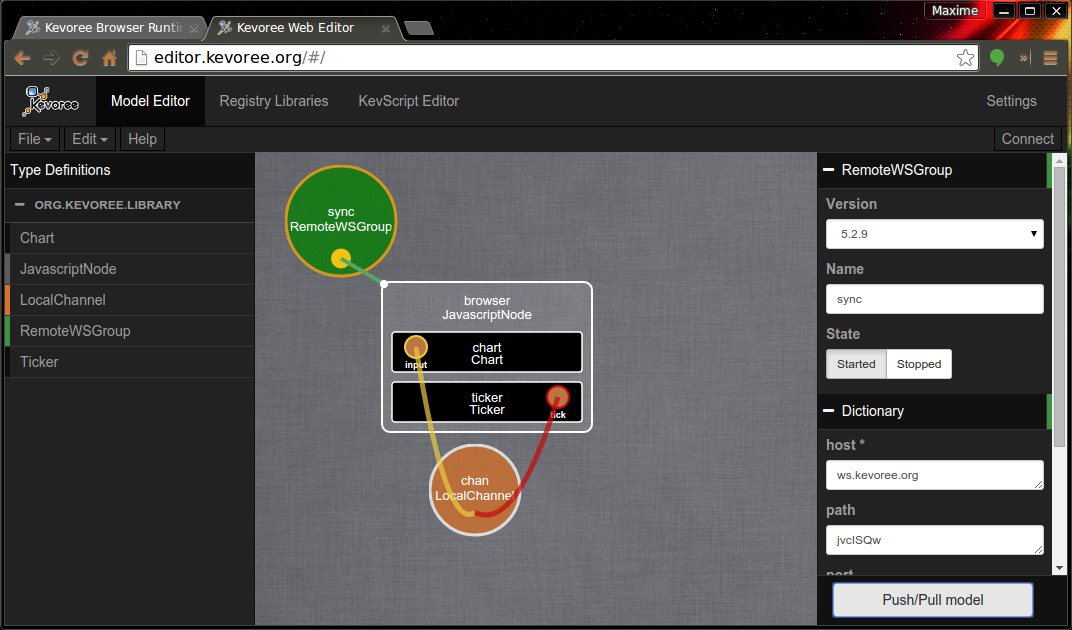 Maxime
Kevoree Browser Runti
Kevoree Web Editor
editor.kevoree.org/#/
Kevoree
Model Editor
Registry Libraries
KevScript Editor
Settings
File
Edit
Help
Connect
Type Definitions
ORG.KEVOREE.LIBRARY
Chart
JavascriptNode
LocalChannel
RemoteWSGroup
Ticker
sync
RemoteWSGroup
browser
JavascriptNode
chart
Chart
input
ticker
Ticker
tick
chan
LocalChannel
RemoteWSGroup
Version
5.2.9
Name
sync
State
Started
Stopped
Dictionary
host *
ws.kevoree.org
path
jvcISQw
port
Push/Pull model